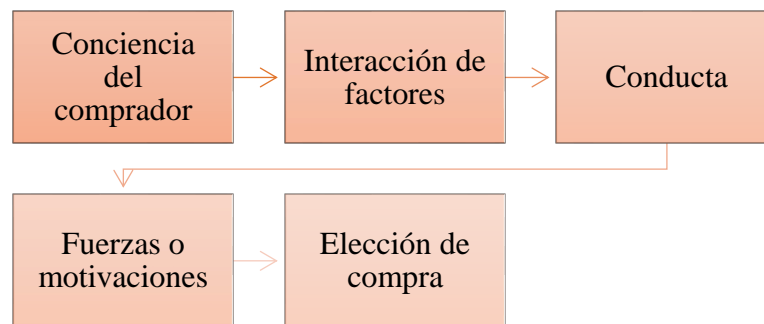 Conciencia
del
comprador
Interacción de
factores
Conducta
Fuerzas o
motivaciones
Elección de
compra